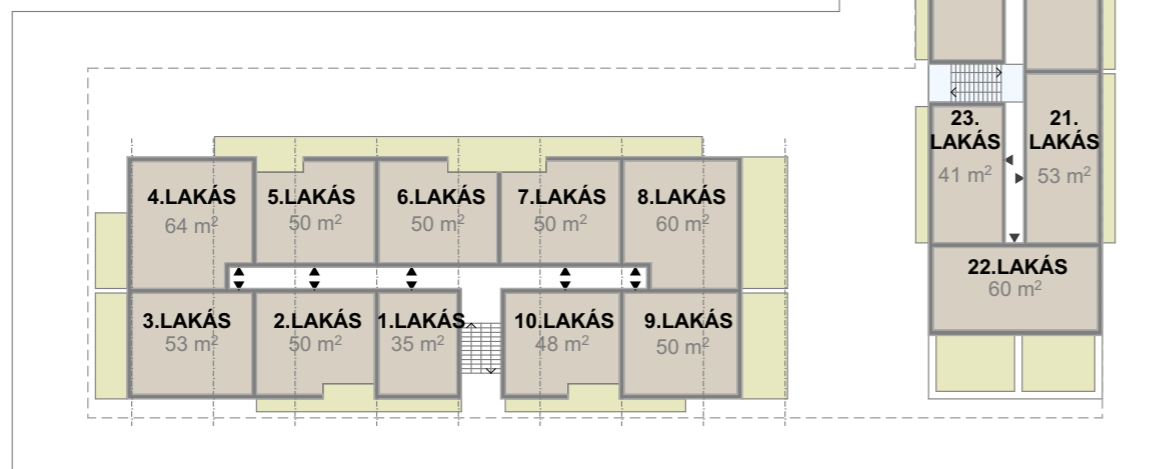 23.
LAKÁS
41 m²
21.
LAKÁS
53 m²
4.LAKÁS
64 m²
5.LAKÁS
50 m²
6.LAKÁS
50 m²
7.LAKÁS
50 m²
8.LAKÁS
60 m²
22.LAKÁS
60 m²
3.LAKÁS
53 m²
2.LAKÁS
50 m²
1.LAKÁS
35 m²
10.LAKÁS
48 m²
9.LAKÁS
50 m²